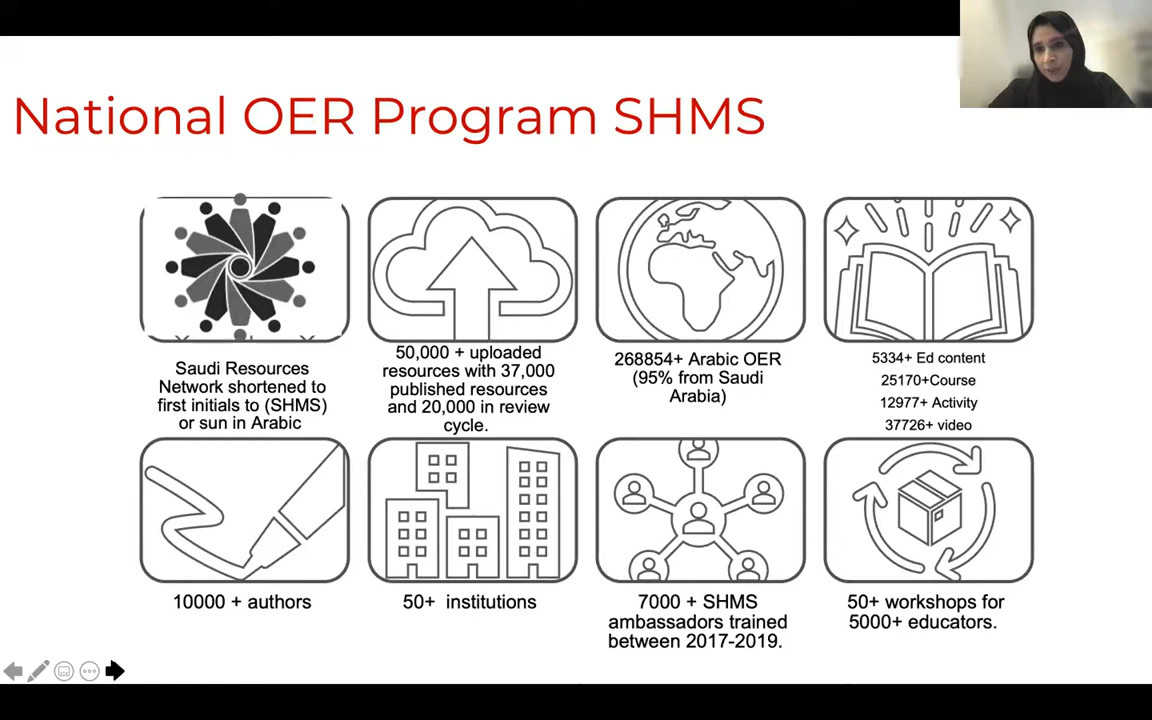 National OER Program SHMS
Saudi Resources
Network shortened to
first initials to (SHMS)
or sun in Arabic
50,000 + uploaded
resources with 37,000
published resources
and 20,000 in review
cycle.
268854+ Arabic OER
(95% from Saudi
Arabia)
5334+ Ed content
25170+Course
12977+ Activity
37726+ video
10000 + authors
50+ institutions
7000 + SHMS
ambassadors trained
between 2017-2019.
50+ workshops for
5000+ educators.